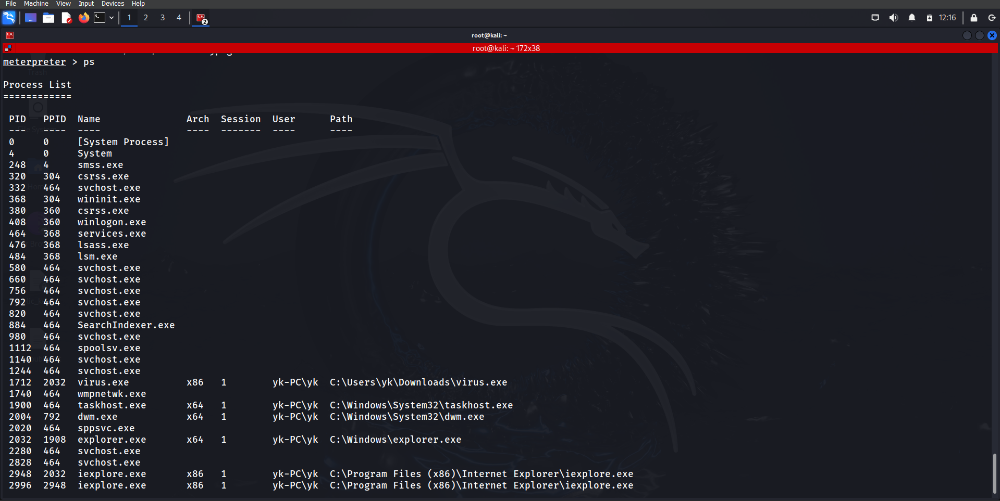 File Machine View Input Devices Help
1 2 3 4 2 12:16
root@kali: ~
root@kali: ~ 172x38
meterpreter > ps
Process List
============
PID PPID Name Arch Session User Path
--- ---- ---- ---- ------- ---- ----
0 0 [System Process]
4 0 System
248 4 smss.exe
320 304 csrss.exe
332 464 svchost.exe
368 304 wininit.exe
380 360 csrss.exe
408 360 winlogon.exe
464 368 services.exe
476 368 lsass.exe
484 368 lsm.exe
580 464 svchost.exe
660 464 svchost.exe
756 464 svchost.exe
792 464 svchost.exe
820 464 svchost.exe
884 464 SearchIndexer.exe
980 464 svchost.exe
1112 464 spoolsv.exe
1140 464 svchost.exe
1244 464 svchost.exe
1712 2032 virus.exe x86 1 yk-PC\yk C:\Users\yk\Downloads\virus.exe
1740 464 wmpnetwk.exe
1900 464 taskhost.exe x64 1 yk-PC\yk C:\Windows\System32\taskhost.exe
2004 792 dwm.exe x64 1 yk-PC\yk C:\Windows\System32\dwm.exe
2020 464 sppsvc.exe
2032 1908 explorer.exe x64 1 yk-PC\yk C:\Windows\explorer.exe
2280 464 svchost.exe
2828 464 svchost.exe
2948 2032 iexplore.exe x86 1 yk-PC\yk C:\Program Files (x86)\Internet Explorer\iexplore.exe
2996 2948 iexplore.exe x86 1 yk-PC\yk C:\Program Files (x86)\Internet Explorer\iexplore.exe